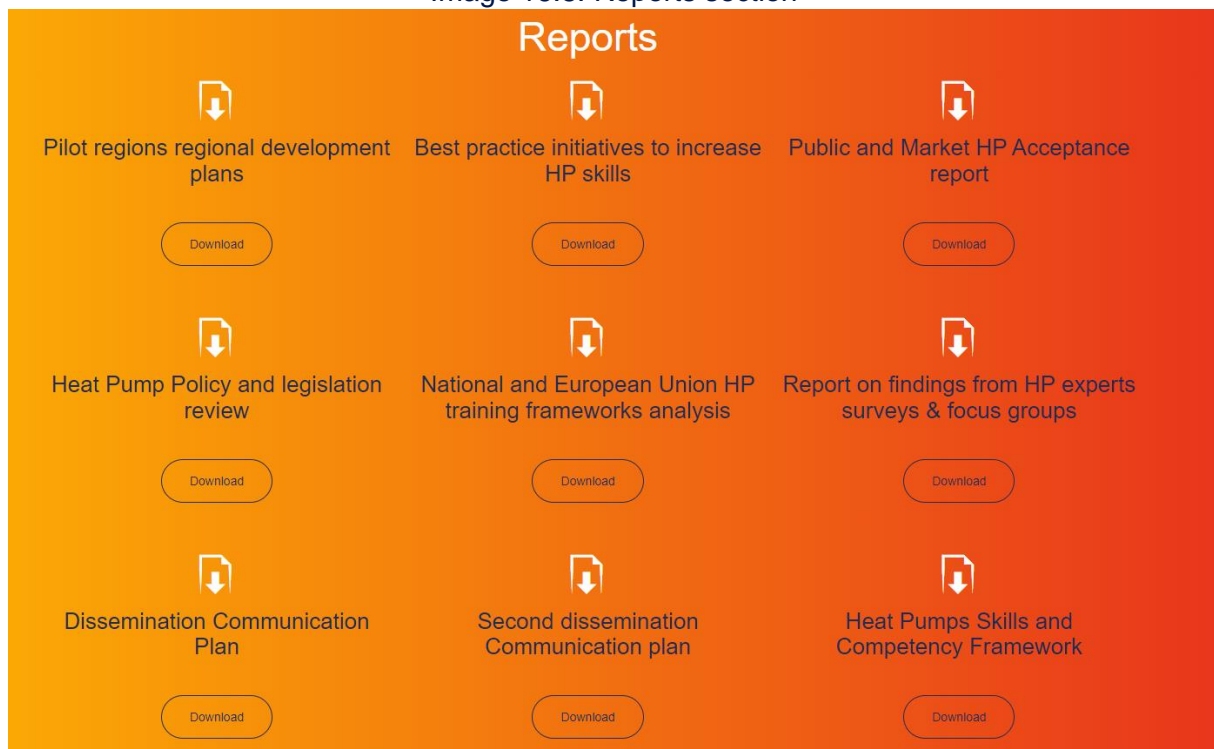 Reports
Pilot regions regional development
plans
Download
Best practice initiatives to increase
HP skills
Download
Public and Market HP Acceptance
report
Download
Heat Pump Policy and legislation
review
Download
National and European Union HP
training frameworks analysis
Download
Report on findings from HP experts
surveys & focus groups
Download
Dissemination Communication
Plan
Download
Second dissemination
Communication plan
Download
Heat Pumps Skills and
Competency Framework
Download